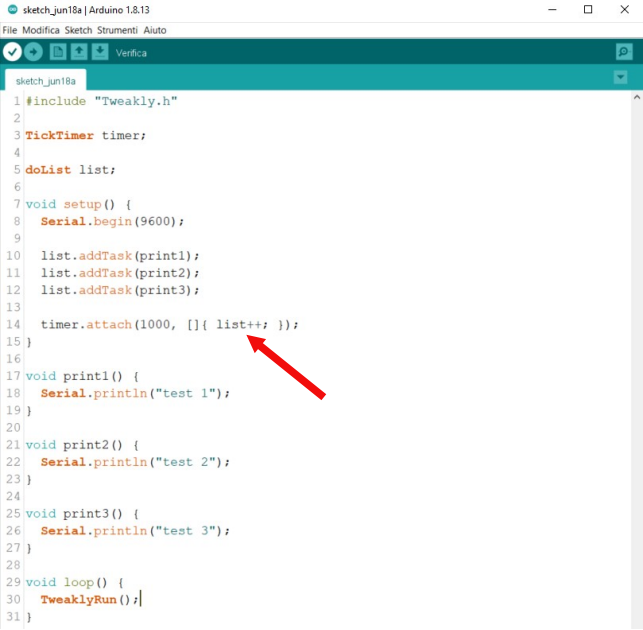 sketch_jun18a | Arduino 1.8.13
File Modifica Sketch Strumenti Aiuto
Verifica
sketch_jun18a
1 #include "Tweakly.h"
2
3 TickTimer timer;
4
5 doList list;
6
7 void setup() {
8   Serial.begin(9600);
9
10   list.addTask(print1);
11   list.addTask(print2);
12   list.addTask(print3);
13
14   timer.attach(1000, []{ list++; });
15 }
16
17 void print1() {
18   Serial.println("test 1");
19 }
20
21 void print2() {
22   Serial.println("test 2");
23 }
24
25 void print3() {
26   Serial.println("test 3");
27 }
28
29 void loop() {
30   TweaklyRun();
31 }